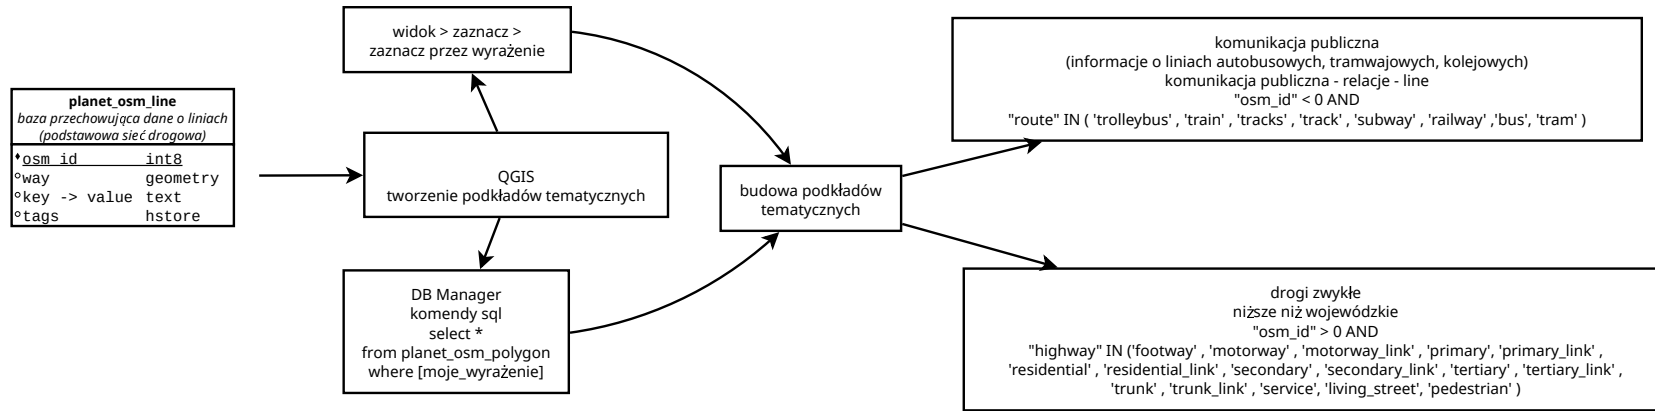 planet_osm_line
baza przechowująca dane o liniach
(podstawowa sieć drogowa)
osm_id int8
way geometry
key -> value text
tags hstore
widok > zaznacz >
zaznacz przez wyrażenie
QGIS
tworzenie podkładów tematycznych
DB Manager
komendy sql
select *
from planet_osm_polygon
where [moje_wyrażenie]
budowa podkładów
tematycznych
komunikacja publiczna
(informacje o liniach autobusowych, tramwajowych, kolejowych)
komunikacja publiczna - relacje - line
"osm_id" < 0 AND
"route" IN ( 'trolleybus' , 'train' , 'tracks' , 'track' , 'subway' , 'railway' ,'bus', 'tram' )
drogi zwykłe
niższe niż wojewódzkie
"osm_id" > 0 AND
"highway" IN ('footway' , 'motorway' , 'motorway_link' , 'primary', 'primary_link' ,
'residential' , 'residential_link' , 'secondary' , 'secondary_link' , 'tertiary' , 'tertiary_link' ,
'trunk' , 'trunk_link' , 'service', 'living_street', 'pedestrian' )